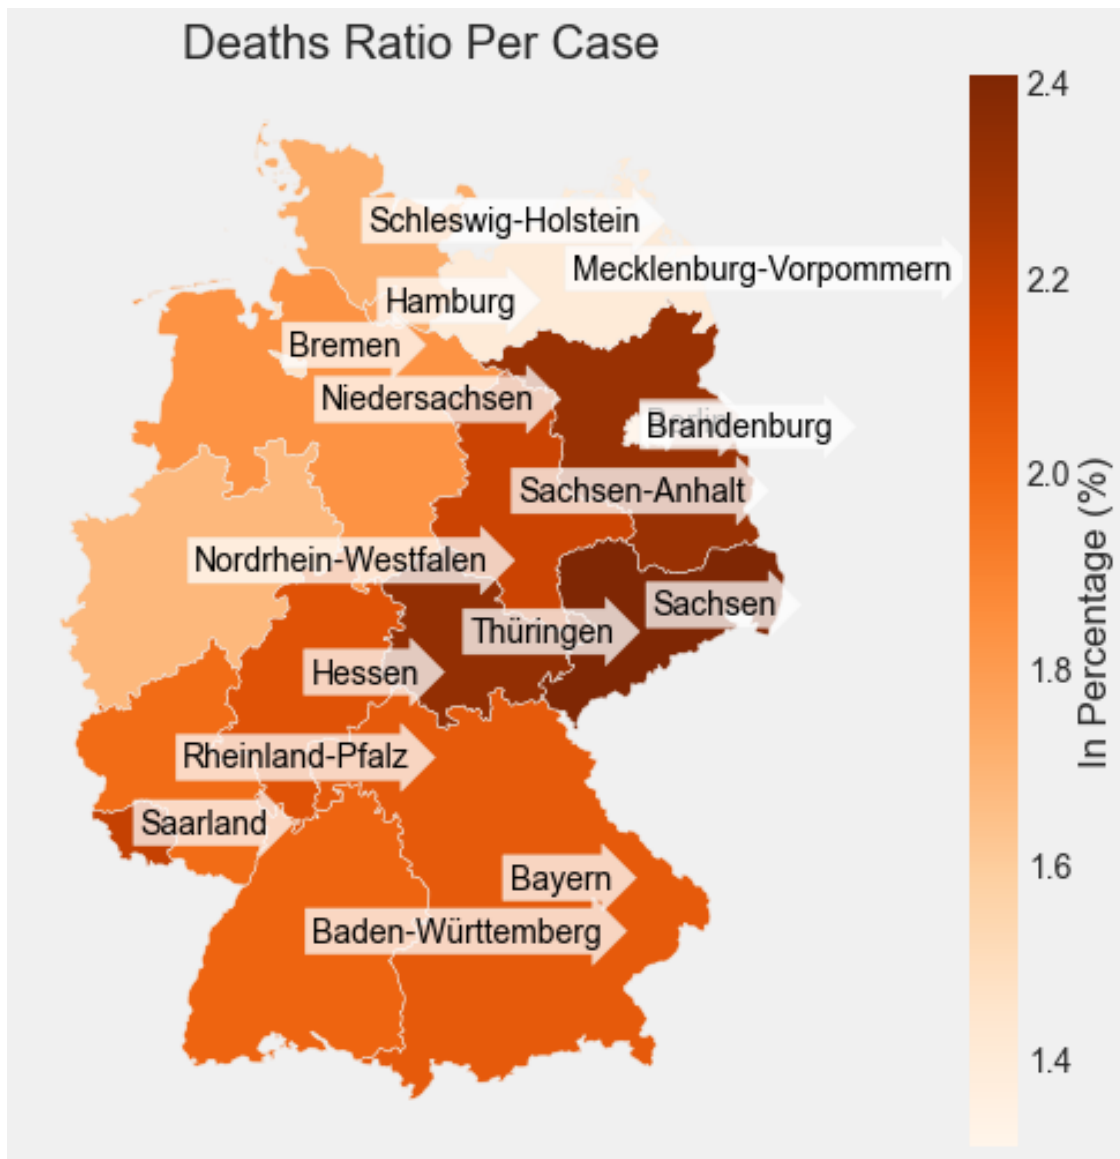 Deaths Ratio Per Case
2.4
Schleswig-Holstein
Mecklenburg-Vorpommern
2.2
Hamburg
Bremen
Niedersachsen
Berlin
Brandenburg
2.0
Sachsen-Anhalt
In Percentage (%)
Nordrhein-Westfalen
Sachsen
Thüringen
Hessen
1.8
Rheinland-Pfalz
Saarland
1.6
Bayern
Baden-Württemberg
1.4